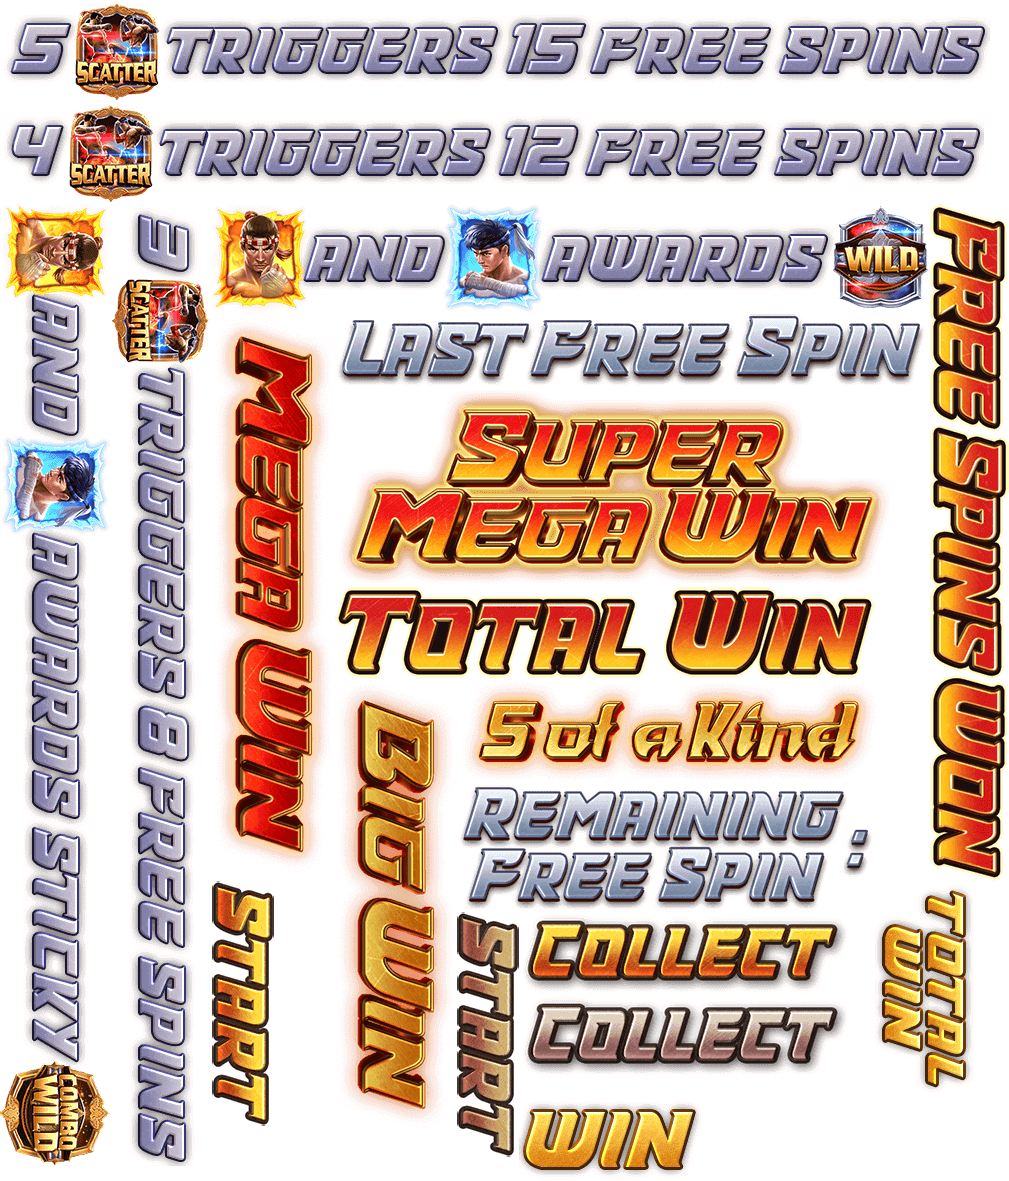 5 SCATTER TRIGGERS 15 FREE SPINS
4 SCATTER TRIGGERS 12 FREE SPINS
AND AWARDS WILD
LAST FREE SPIN
SUPER
MEGA WIN
TOTAL WIN
5 of a Kind
REMAINING
FREE SPIN :
COLLECT
COLLECT
WIN
AND AWARDS STICKY COMBO WILD
3 SCATTER TRIGGERS 8 FREE SPINS
MEGA WIN
START
BIG WIN
START
FREE SPINS WON
TOTAL
WIN